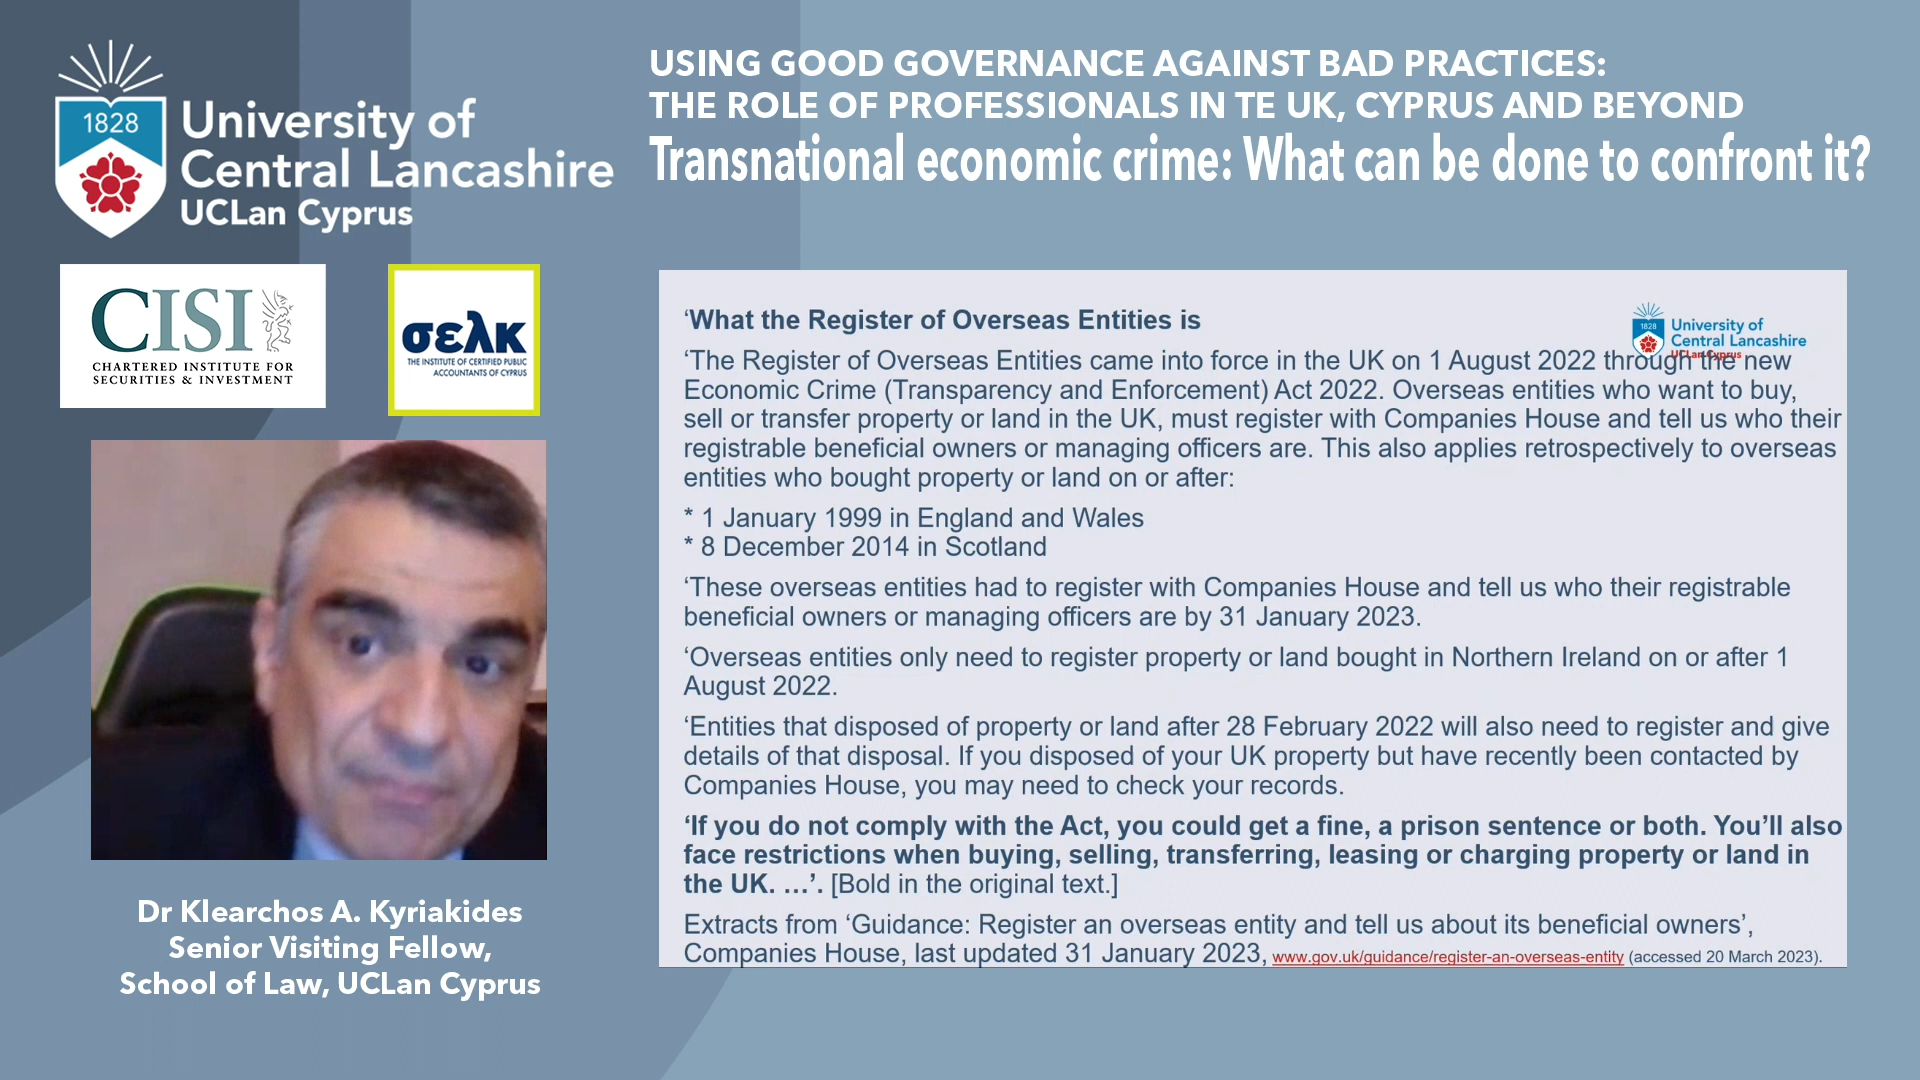 1828
University of
Central Lancashire
UCLan Cyprus
USING GOOD GOVERNANCE AGAINST BAD PRACTICES:
THE ROLE OF PROFESSIONALS IN TE UK, CYPRUS AND BEYOND
Transnational economic crime: What can be done to confront it?
CISI
CHARTERED INSTITUTE FOR
SECURITIES & INVESTMENT
σελκ
THE INSTITUTE OF CERTIFIED PUBLIC
ACCOUNTANTS OF CYPRUS
Dr Klearchos A. Kyriakides
Senior Visiting Fellow,
School of Law, UCLan Cyprus
1828
University of
Central Lancashire
UCLan Cyprus
‘What the Register of Overseas Entities is
‘The Register of Overseas Entities came into force in the UK on 1 August 2022 through the new
Economic Crime (Transparency and Enforcement) Act 2022. Overseas entities who want to buy,
sell or transfer property or land in the UK, must register with Companies House and tell us who their
registrable beneficial owners or managing officers are. This also applies retrospectively to overseas
entities who bought property or land on or after:
* 1 January 1999 in England and Wales
* 8 December 2014 in Scotland
‘These overseas entities had to register with Companies House and tell us who their registrable
beneficial owners or managing officers are by 31 January 2023.
‘Overseas entities only need to register property or land bought in Northern Ireland on or after 1
August 2022.
‘Entities that disposed of property or land after 28 February 2022 will also need to register and give
details of that disposal. If you disposed of your UK property but have recently been contacted by
Companies House, you may need to check your records.
‘If you do not comply with the Act, you could get a fine, a prison sentence or both. You’ll also
face restrictions when buying, selling, transferring, leasing or charging property or land in
the UK. …’. [Bold in the original text.]
Extracts from ‘Guidance: Register an overseas entity and tell us about its beneficial owners’,
Companies House, last updated 31 January 2023, www.gov.uk/guidance/register-an-overseas-entity (accessed 20 March 2023).